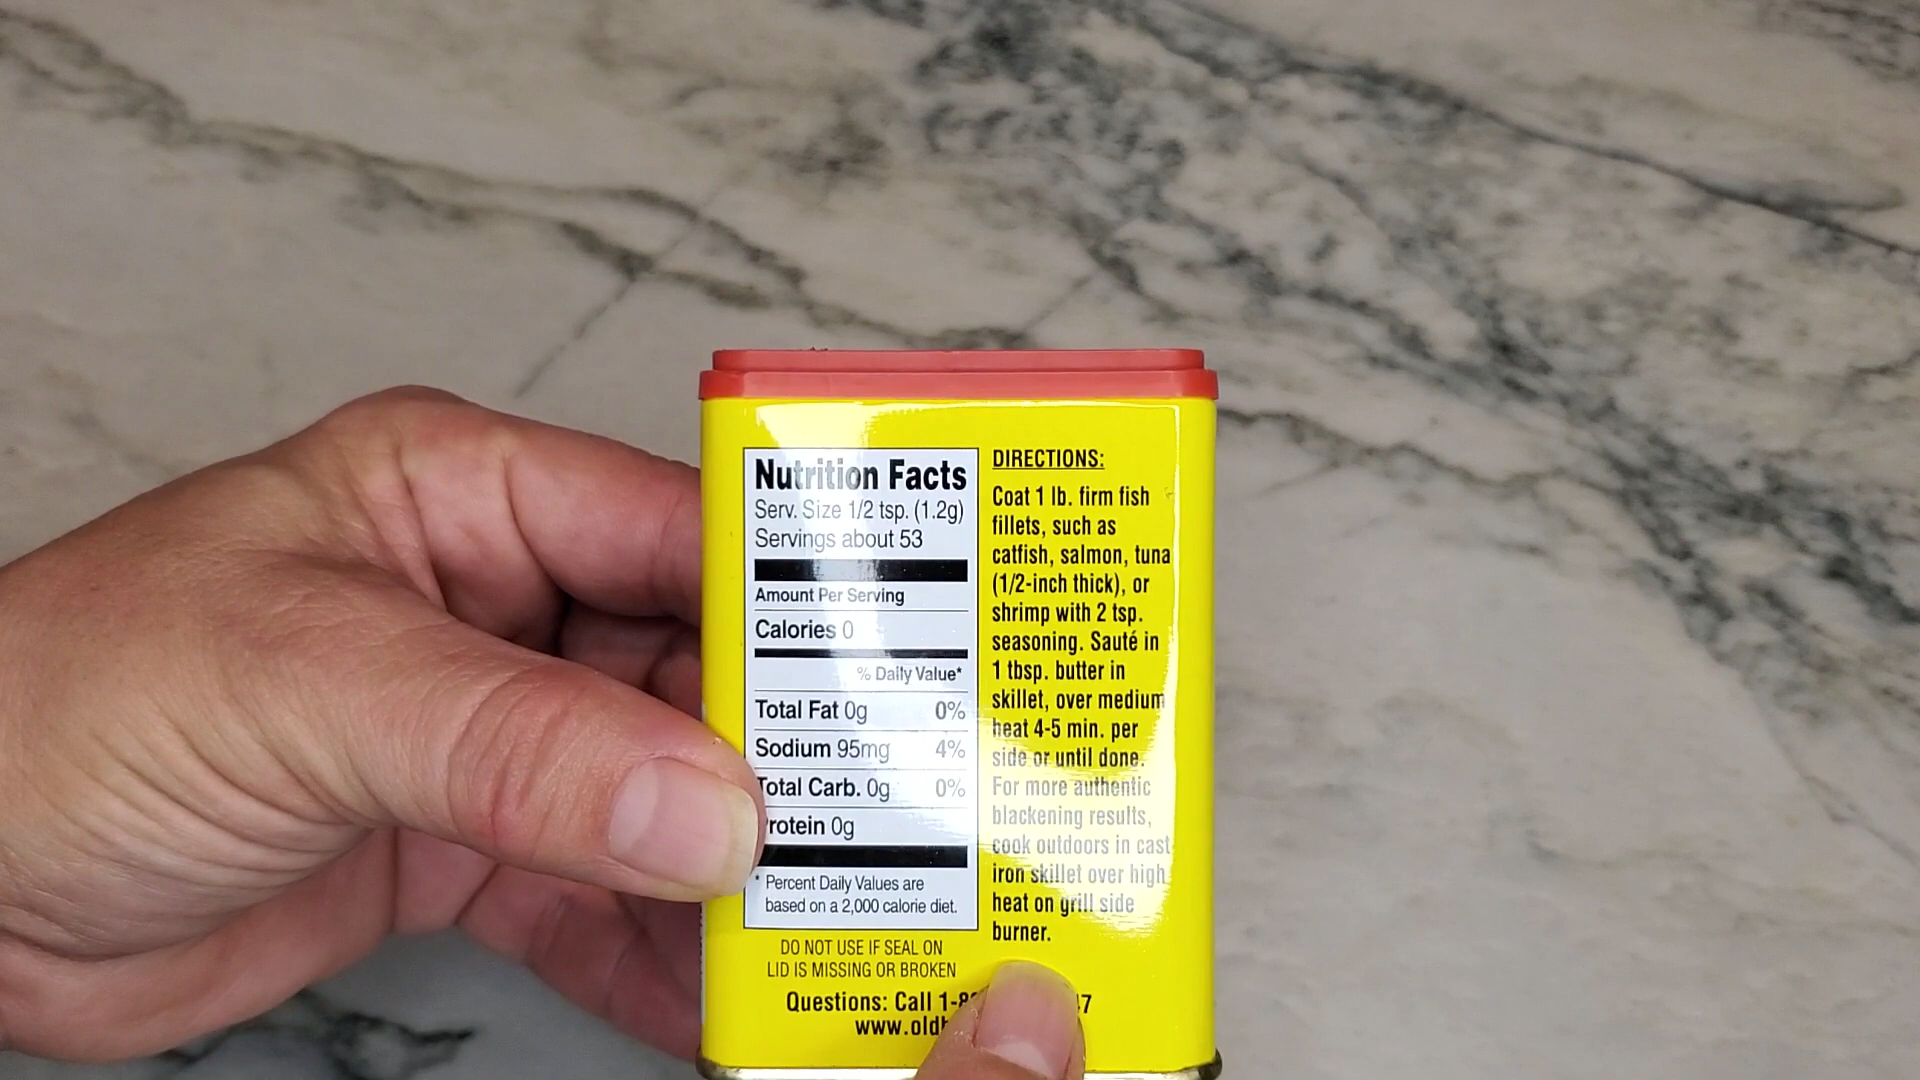 Nutrition Facts
Serv. Size 1/2 tsp. (1.2g)
Servings about 53
Amount Per Serving
Calories 0
% Daily Value*
Total Fat 0g 0%
Sodium 95mg 4%
Total Carb. 0g 0%
rotein 0g
* Percent Daily Values are
based on a 2,000 calorie diet.
DO NOT USE IF SEAL ON
LID IS MISSING OR BROKEN
DIRECTIONS:
Coat 1 lb. firm fish
fillets, such as
catfish, salmon, tuna
(1/2-inch thick), or
shrimp with 2 tsp.
seasoning. Sauté in
1 tbsp. butter in
skillet, over medium
heat 4-5 min. per
side or until done.
For more authentic
blackening results,
cook outdoors in cast
iron skillet over high
heat on grill side
burner.
Questions: Call